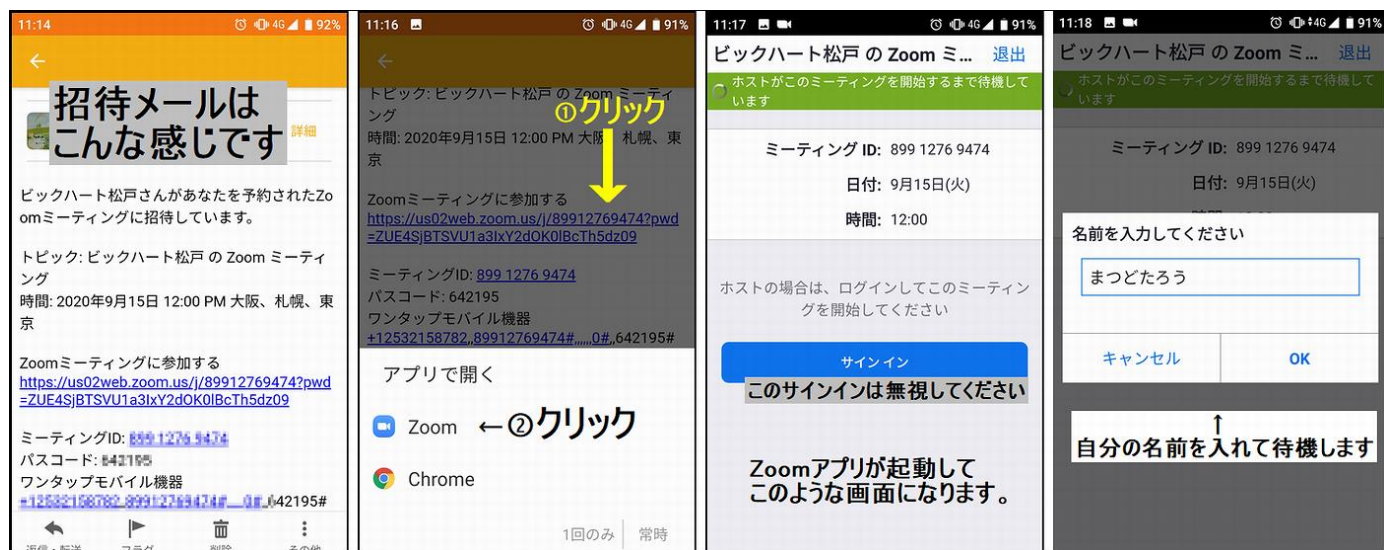 11:14
4G
92%
招待メールは
こんな感じです
詳細
ビックハート松戸さんがあなたを予約されたZo
omミーティングに招待しています。
トピック: ビックハート松戸 の Zoom ミーティ
ング
時間: 2020年9月15日 12:00 PM 大阪、札幌、東
京
Zoomミーティングに参加する
https://us02web.zoom.us/j/89912769474?pwd
=ZUE4SjBTSVU1a3IxY2dOK0lBcTh5dz09
ミーティングID:
パスコード:
ワンタップモバイル機器
642195#
11:16
4G
91%
トピック: ビックハート松戸 の Zoom ミーティ
ング
①クリック
時間: 2020年9月15日 12:00 PM 大阪、札幌、東
京
Zoomミーティングに参加する
https://us02web.zoom.us/j/89912769474?pwd
=ZUE4SjBTSVU1a3IxY2dOK0lBcTh5dz09
ミーティングID: 899 1276 9474
パスコード: 642195
ワンタップモバイル機器
+12532158782,,89912769474#,,,,,,0#,,642195#
アプリで開く
Zoom ←②クリック
Chrome
1回のみ 常時
11:17
4G
91%
ビックハート松戸 の Zoom ミ... 退出
ホストがこのミーティングを開始するまで待機して
います
ミーティング ID: 899 1276 9474
日付: 9月15日(火)
時間: 12:00
ホストの場合は、ログインしてこのミーティン
グを開始してください
サインイン
このサインインは無視してください
Zoomアプリが起動して
このような画面になります。
11:18
4G
91%
ビックハート松戸 の Zoom ミ... 退出
ホストがこのミーティングを開始するまで待機して
います
ミーティング ID: 899 1276 9474
日付: 9月15日(火)
名前を入力してください
まつどたろう
キャンセル OK
↑
自分の名前を入れて待機します